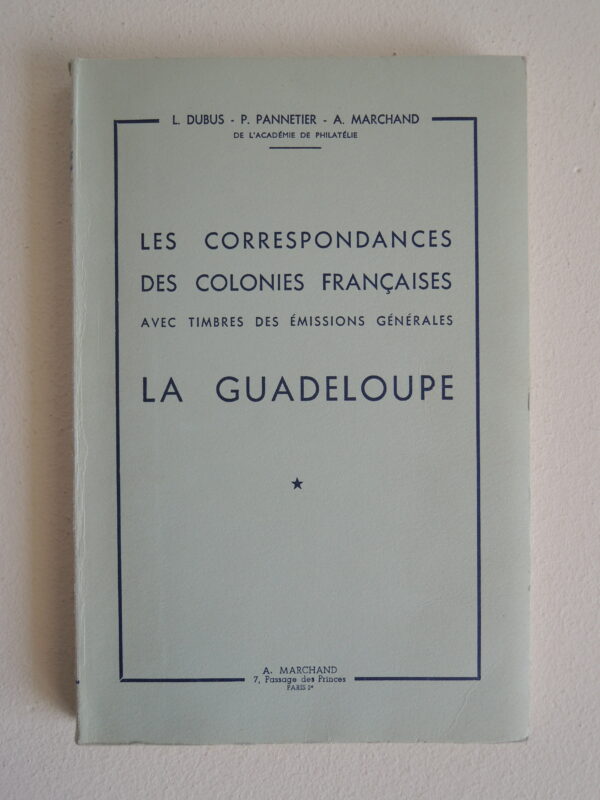 L. DUBUS - P. PANNETIER - A. MARCHAND
DE L'ACADÉMIE DE PHILATÉLIE
LES CORRESPONDANCES
DES COLONIES FRANÇAISES
AVEC TIMBRES DES ÉMISSIONS GÉNÉRALES
LA GUADELOUPE
A. MARCHAND
7, Passage des Princes
PARIS 2ᵉ